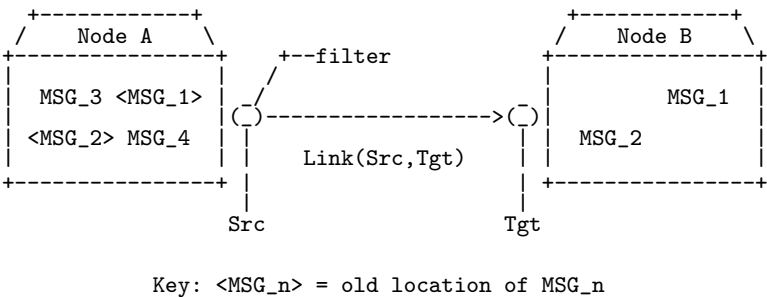 Node A
Node B
filter
MSG_3 <MSG_1>
MSG_1
<MSG_2> MSG_4
MSG_2
Link(Src,Tgt)
Src
Tgt
Key: <MSG_n> = old location of MSG_n